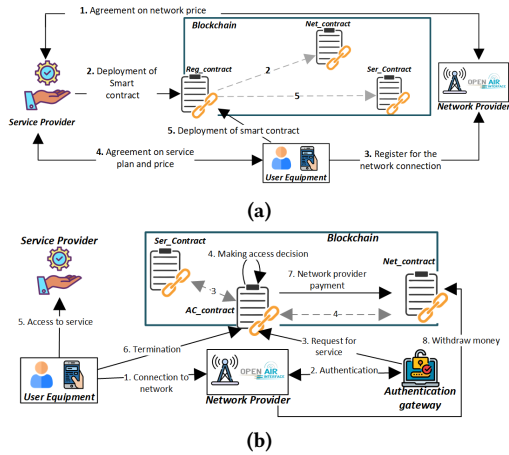 1. Agreement on network price
Blockchain
Net_contract
2. Deployment of
Smart
contract
Reg_contract
2
Ser_Contract
5
OPEN AIR
INTERFACE
Service Provider
Network Provider
5. Deployment of smart contract
4. Agreement on service
plan and price
3. Register for the
network connection
User Equipment
(a)
Service Provider
Ser_Contract
Blockchain
4. Making access decision
Net_contract
7. Network provider
payment
3
AC_contract
4
5. Access to service
6. Termination
3. Request for
service
8. Withdraw money
1. Connection to
network
OPEN AIR
INTERFACE
2. Authentication
User Equipment
Network Provider
Authentication
gateway
(b)